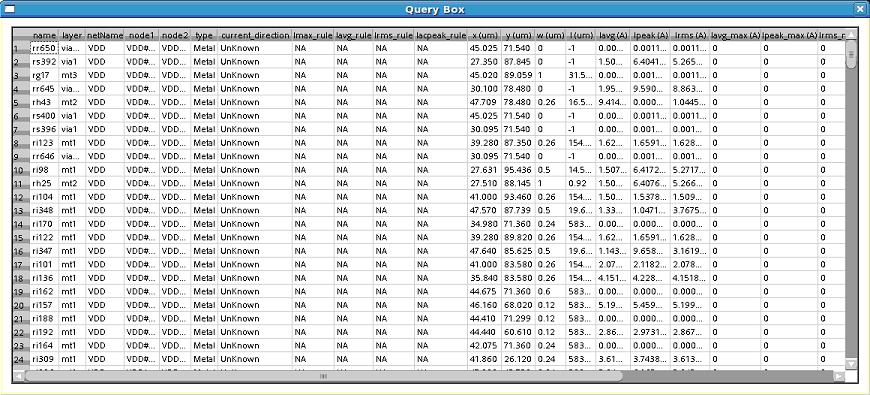 Query Box
name layer netName node1 node2 type current_direction Imax_rule Iavg_rule Irms_rule Iacpeak_rule x (um) y (um) w (um) l (um) Iavg (A) Ipeak (A) Irms (A) Iavg_max (A) Ipeak_max (A) Irms_r
1 rr650 via... VDD VDD#... VDD... Metal UnKnown NA NA NA NA 45.025 71.540 0 -1 0.00... 0.0011... 0.0011... 0 0 0
2 rs392 via1 VDD VDD#... VDD... Metal UnKnown NA NA NA NA 27.350 87.845 0 -1 1.50... 6.4041... 5.265... 0 0 0
3 rg17 mt3 VDD VDD#... VDD... Metal UnKnown NA NA NA NA 45.020 89.059 1 31.5... 0.00... 0.001... 0.001... 0 0 0
4 rr645 via... VDD VDD#... VDD... Metal UnKnown NA NA NA NA 30.100 78.480 0 -1 1.95... 9.590... 8.863... 0 0 0
5 rh43 mt2 VDD VDD#... VDD... Metal UnKnown NA NA NA NA 47.709 78.480 0.26 16.5... 9.414... 0.000... 1.0445... 0 0 0
6 rs400 via1 VDD VDD#... VDD... Metal UnKnown NA NA NA NA 45.025 71.540 0 -1 0.00... 0.0011... 0.0011... 0 0 0
7 rs396 via1 VDD VDD#... VDD... Metal UnKnown NA NA NA NA 30.095 71.540 0 -1 0.00... 0.001... 0.001... 0 0 0
8 ri123 mt1 VDD VDD#... VDD... Metal UnKnown NA NA NA NA 39.280 87.350 0.26 154.... 1.62... 1.6591... 1.628... 0 0 0
9 rr646 via... VDD VDD#... VDD... Metal UnKnown NA NA NA NA 30.095 71.540 0 -1 0.00... 0.001... 0.001... 0 0 0
10 ri98 mt1 VDD VDD#... VDD... Metal UnKnown NA NA NA NA 27.631 95.436 0.5 14.5... 1.507... 6.4172... 5.2717... 0 0 0
11 rh25 mt2 VDD VDD#... VDD... Metal UnKnown NA NA NA NA 27.510 88.145 1 0.92 1.50... 6.4076... 5.266... 0 0 0
12 ri104 mt1 VDD VDD#... VDD... Metal UnKnown NA NA NA NA 41.000 93.460 0.26 154.... 1.50... 1.5378... 1.509... 0 0 0
13 ri348 mt1 VDD VDD#... VDD... Metal UnKnown NA NA NA NA 47.570 87.739 0.5 19.6... 1.33... 1.0471... 3.7675... 0 0 0
14 ri170 mt1 VDD VDD#... VDD... Metal UnKnown NA NA NA NA 34.980 71.360 0.24 583.... 0.00... 0.000... 0.000... 0 0 0
15 ri122 mt1 VDD VDD#... VDD... Metal UnKnown NA NA NA NA 39.280 89.820 0.26 154.... 1.62... 1.6591... 1.628... 0 0 0
16 ri347 mt1 VDD VDD#... VDD... Metal UnKnown NA NA NA NA 47.640 85.625 0.5 19.6... 1.143... 9.658... 3.1619... 0 0 0
17 ri101 mt1 VDD VDD#... VDD... Metal UnKnown NA NA NA NA 41.000 83.580 0.26 154.... 2.07... 2.1182... 2.078... 0 0 0
18 ri136 mt1 VDD VDD#... VDD... Metal UnKnown NA NA NA NA 35.840 83.580 0.26 154.... 4.151... 4.228... 4.1518... 0 0 0
19 ri162 mt1 VDD VDD#... VDD... Metal UnKnown NA NA NA NA 44.675 71.360 0.6 583.... 0.00... 0.000... 0.000... 0 0 0
20 ri157 mt1 VDD VDD#... VDD... Metal UnKnown NA NA NA NA 46.160 68.020 0.12 583.... 5.19... 5.459... 5.199... 0 0 0
21 ri188 mt1 VDD VDD#... VDD... Metal UnKnown NA NA NA NA 44.410 71.299 0.12 583.... 0.00... 0.000... 0.000... 0 0 0
22 ri192 mt1 VDD VDD#... VDD... Metal UnKnown NA NA NA NA 44.440 60.610 0.12 583.... 2.86... 2.9731... 2.867... 0 0 0
23 ri164 mt1 VDD VDD#... VDD... Metal UnKnown NA NA NA NA 42.075 71.360 0.24 583.... 0.00... 0.000... 0.000... 0 0 0
24 ri309 mt1 VDD VDD#... VDD... Metal UnKnown NA NA NA NA 41.860 26.120 0.24 583.... 3.61... 3.7438... 3.613... 0 0 0